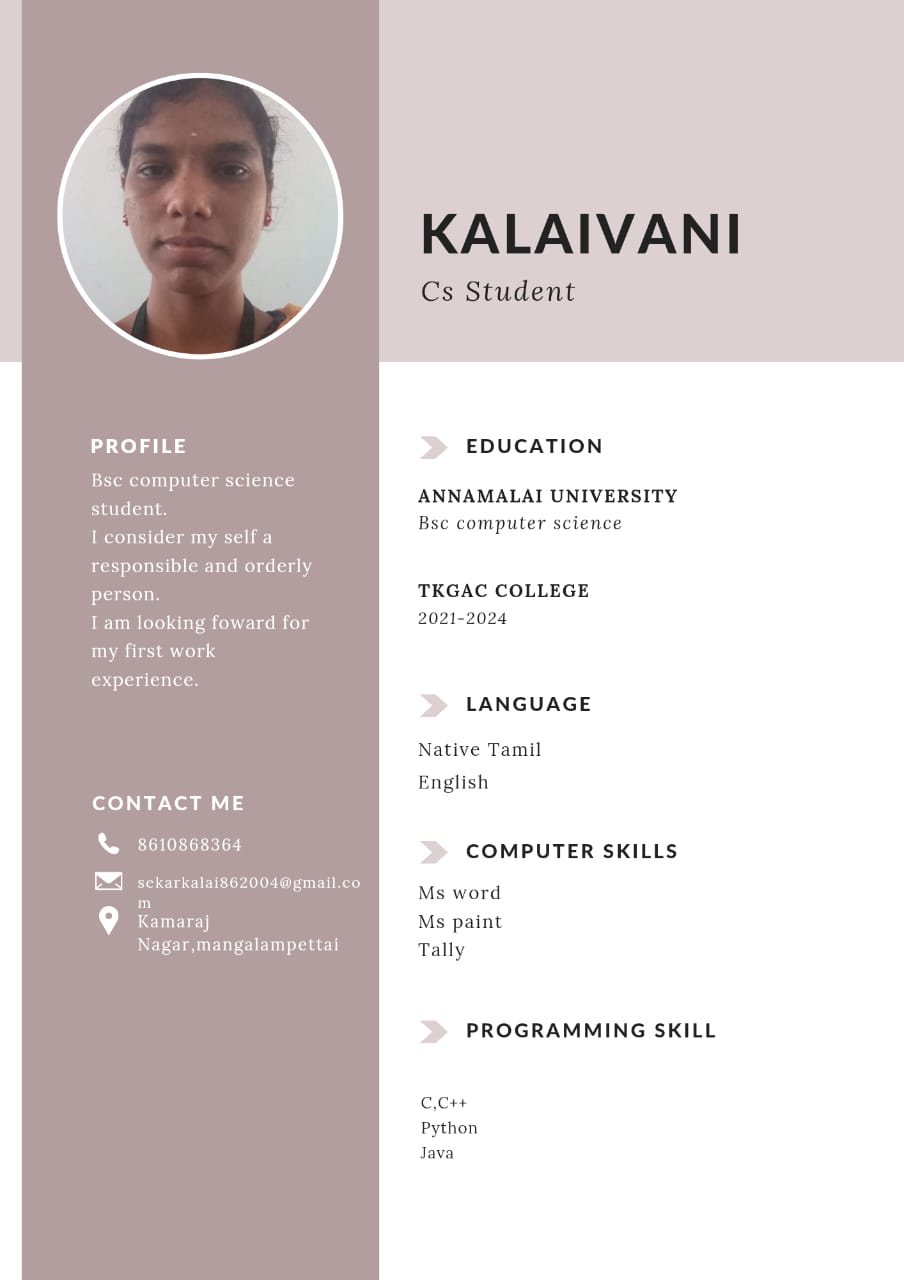 KALAIVANI
Cs Student
PROFILE
Bsc computer science
student.
I consider my self a
responsible and orderly
person.
I am looking foward for
my first work
experience.
CONTACT ME
8610868364
sekarkalai862004@gmail.co
m
Kamaraj
Nagar,mangalampettai
EDUCATION
ANNAMALAI UNIVERSITY
Bsc computer science
TKGAC COLLEGE
2021-2024
LANGUAGE
Native Tamil
English
COMPUTER SKILLS
Ms word
Ms paint
Tally
PROGRAMMING SKILL
C,C++
Python
Java